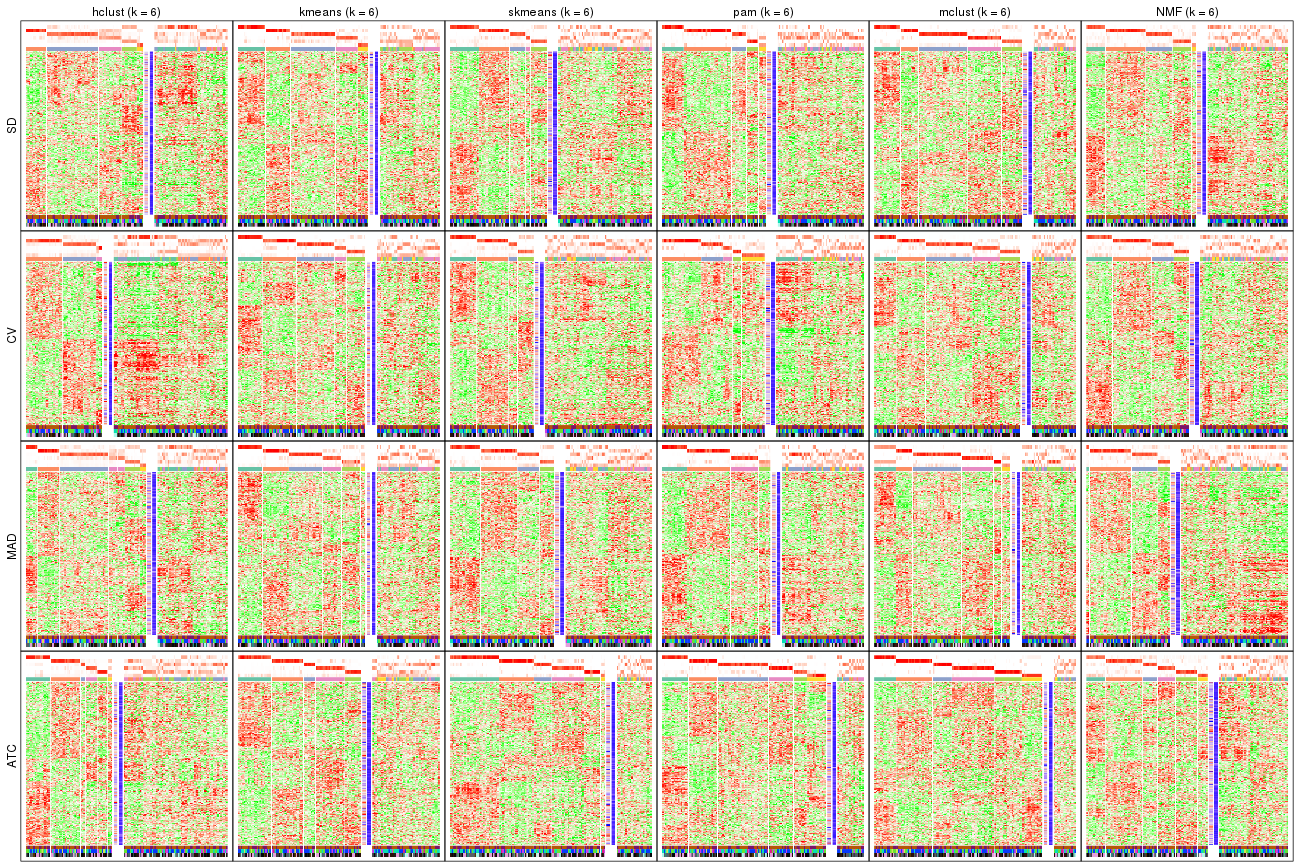 hclust (k = 6) kmeans (k = 6) skmeans (k = 6) pam (k = 6) mclust (k = 6) NMF (k = 6)
SD
CV
MAD
ATC